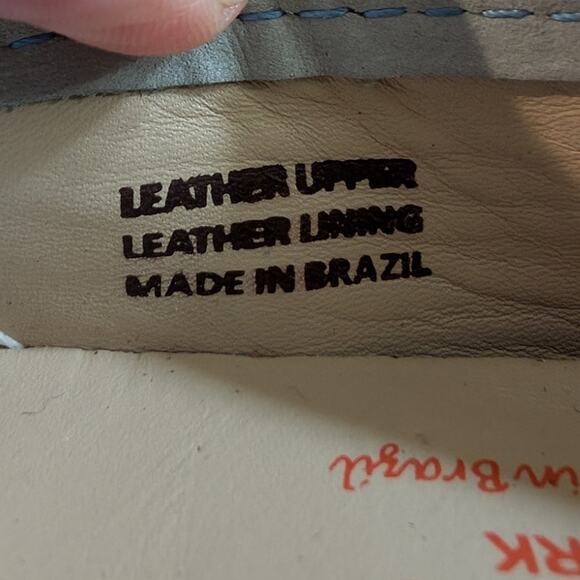 LEATHER UPPER
LEATHER LINING
MADE IN BRAZIL
in Brazil
RK